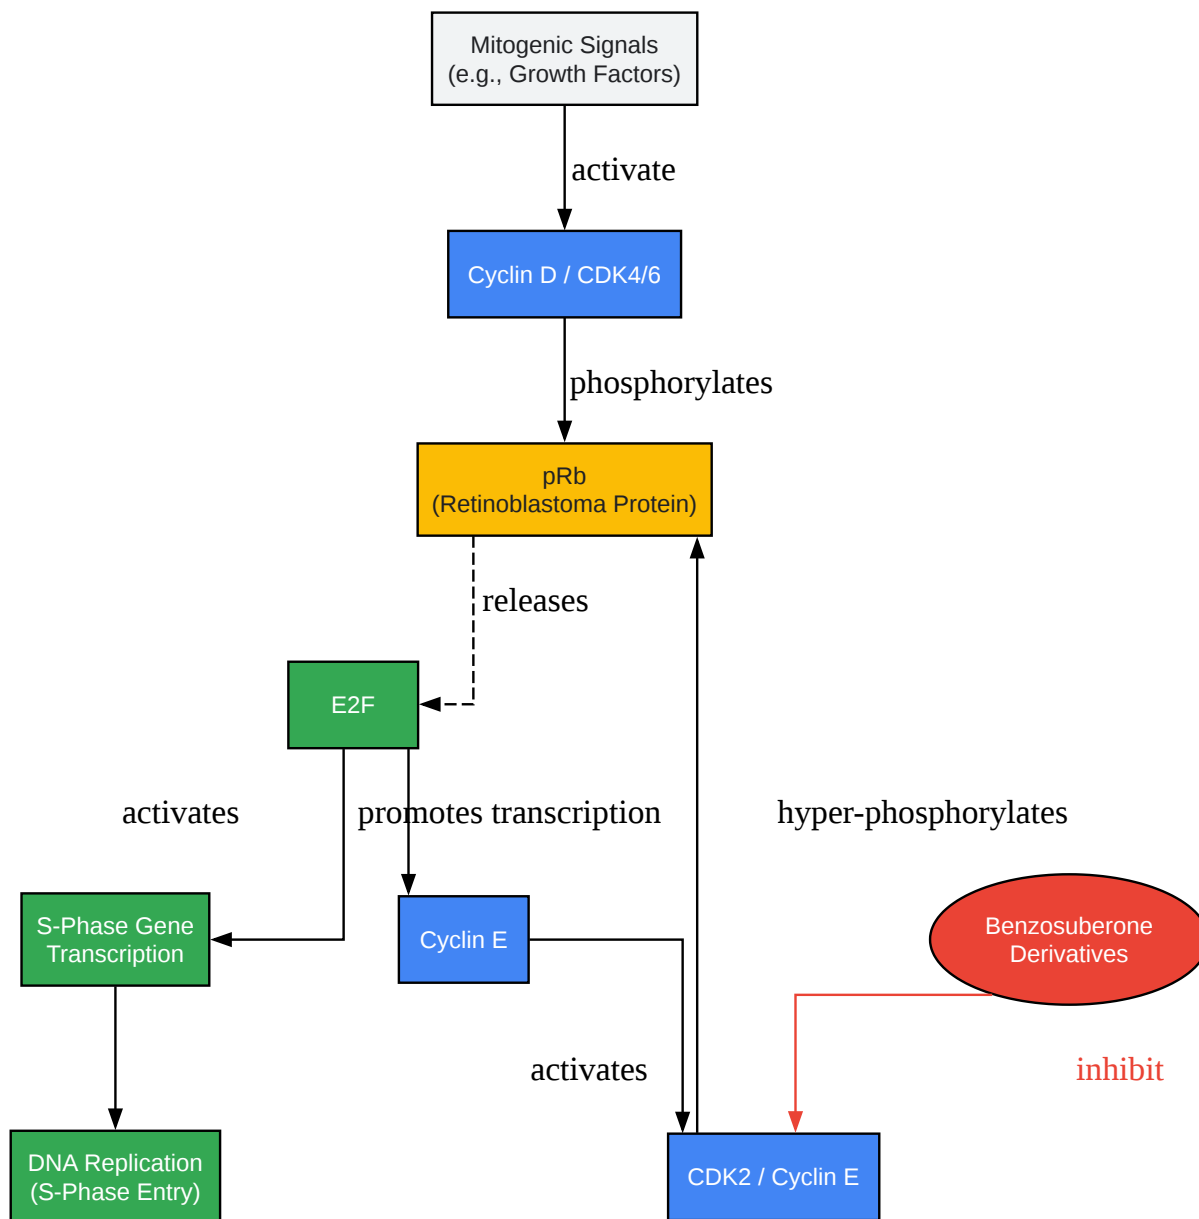 Mitogenic Signals
(e.g., Growth Factors)
activate
Cyclin D / CDK4/6
phosphorylates
pRb
(Retinoblastoma Protein)
releases
E2F
activates
promotes transcription
hyper-phosphorylates
S-Phase Gene
Transcription
Cyclin E
Benzosuberone
Derivatives
activates
inhibit
DNA Replication
(S-Phase Entry)
CDK2 / Cyclin E